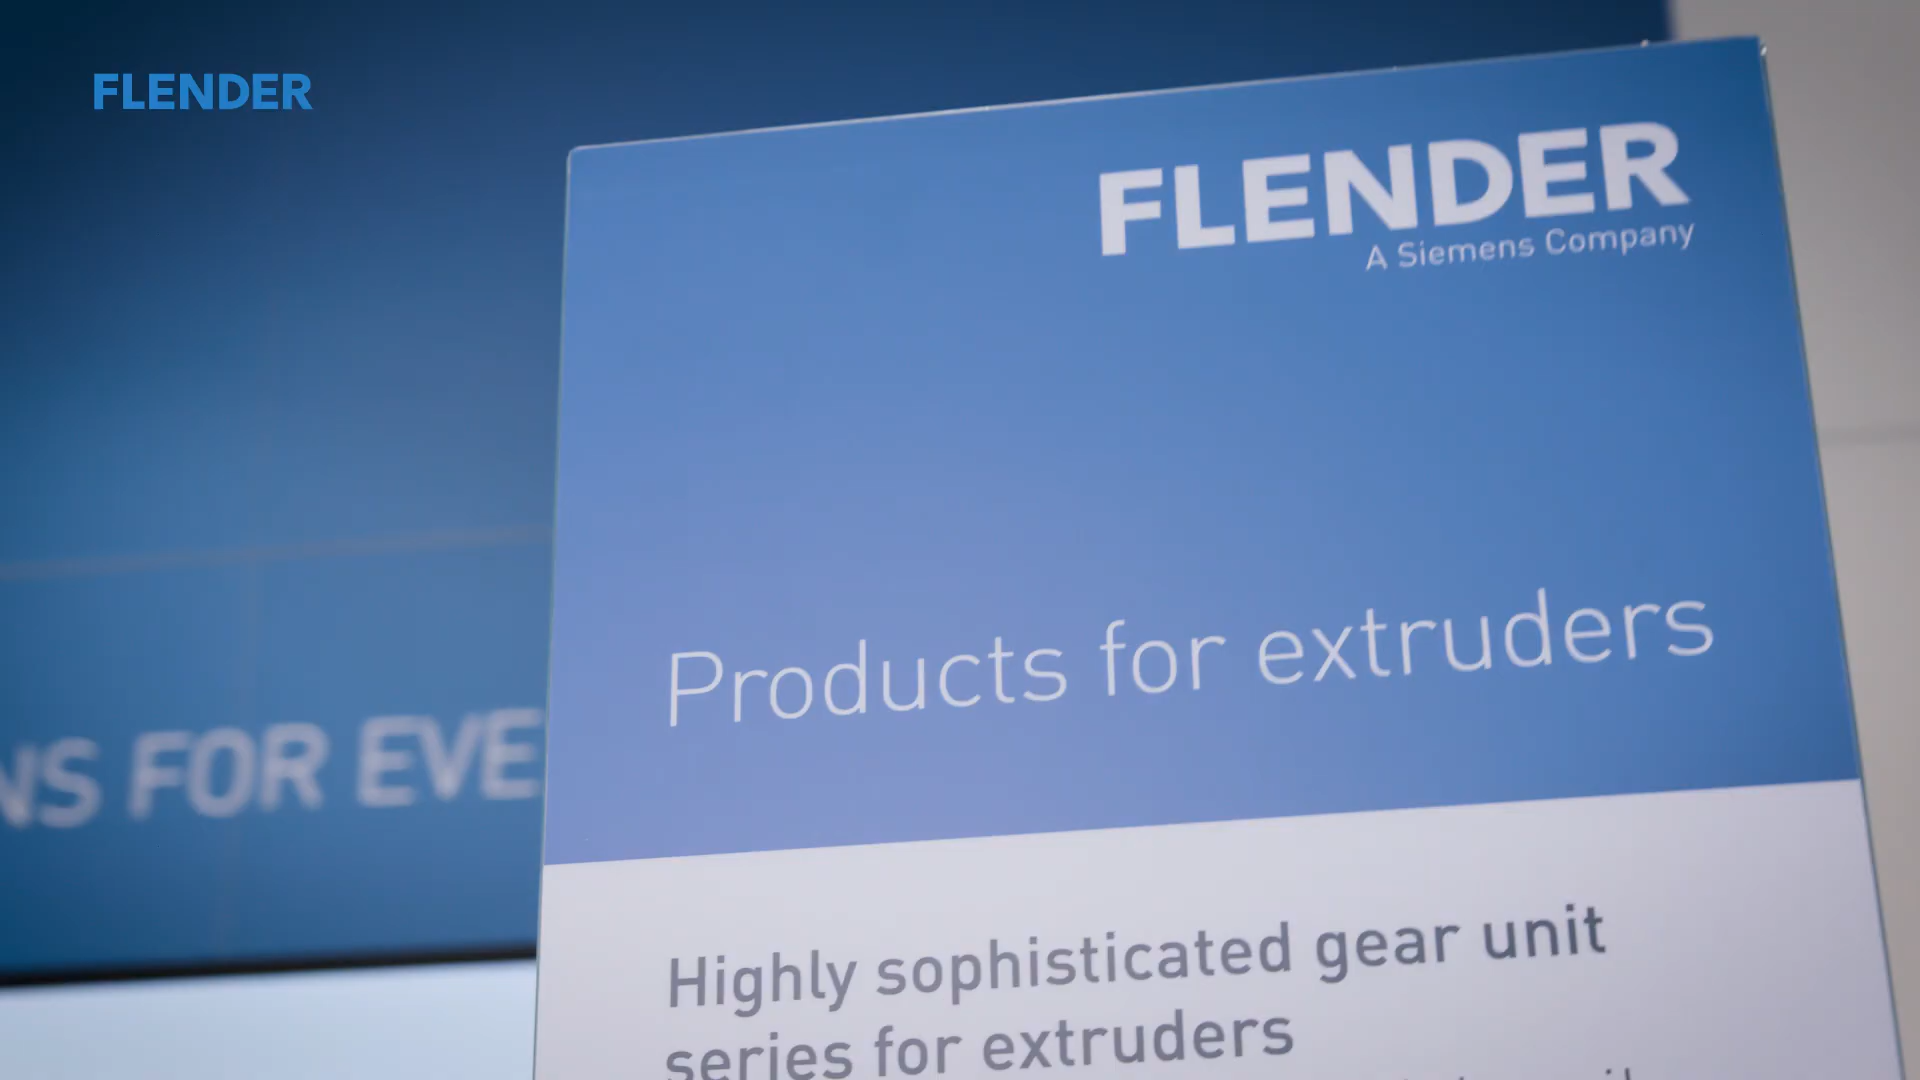 FLENDER
FLENDER
A Siemens Company
Products for extruders
NS FOR EVE
Highly sophisticated gear unit
series for extruders